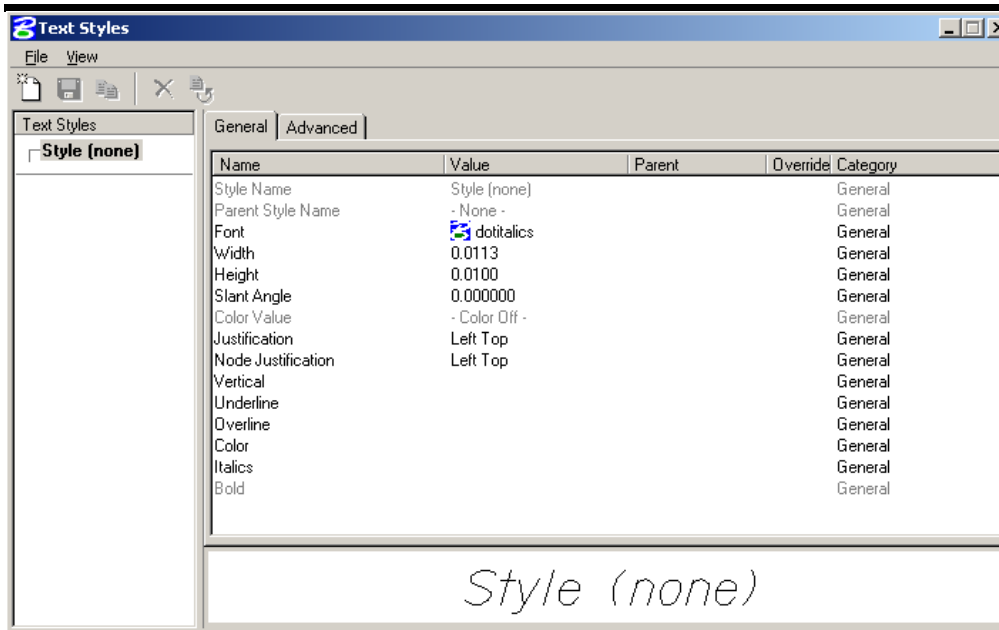 Text Styles
File View
Text Styles
Style (none)
General Advanced
Name Value Parent Override Category
Style Name Style (none) General
Parent Style Name - None - General
Font dotitalics General
Width 0.0113 General
Height 0.0100 General
Slant Angle 0.000000 General
Color Value - Color Off - General
Justification Left Top General
Node Justification Left Top General
Vertical General
Underline General
Overline General
Color General
Italics General
Bold General
Style (none)